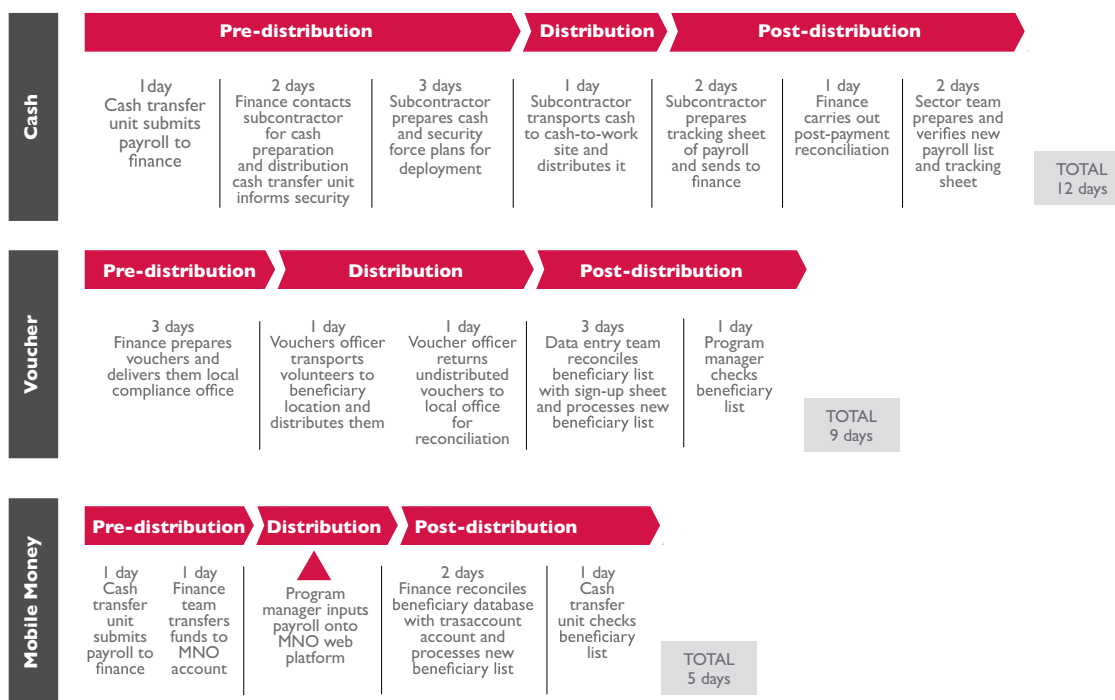 Cash
Pre-distribution
Distribution
Post-distribution
1day
Cash transfer
unit submits
payroll to
finance
2 days
Finance contacts
subcontractor
for cash
preparation
and distribution
cash transfer unit
informs security
3 days
Subcontractor
prepares cash
and security
force plans for
deployment
1 day
Subcontractor
transports cash
to cash-to-work
site and
distributes it
2 days
Subcontractor
prepares
tracking sheet
of payroll
and sends to
finance
1 day
Finance
carries out
post-payment
reconciliation
2 days
Sector team
prepares and
verifies new
payroll list
and tracking
sheet
TOTAL
12 days
Voucher
Pre-distribution
Distribution
Post-distribution
3 days
Finance prepares
vouchers and
delivers them local
compliance office
1 day
Vouchers officer
transports
volunteers to
beneficiary
location and
distributes them
1 day
Voucher officer
returns
undistributed
vouchers to
local office
for
reconciliation
3 days
Data entry team
reconciles
beneficiary list
with sign-up sheet
and processes new
beneficiary list
1 day
Program
manager
checks
beneficiary
list
TOTAL
9 days
Mobile Money
Pre-distribution
Distribution
Post-distribution
1 day
Cash
transfer
unit
submits
payroll to
finance
1 day
Finance
team
transfers
funds to
MNO
account
Program
manager inputs
payroll onto
MNO web
platform
2 days
Finance reconciles
beneficiary database
with trasaccount
account and
processes new
beneficiary list
1 day
Cash
transfer
unit checks
beneficiary
list
TOTAL
5 days